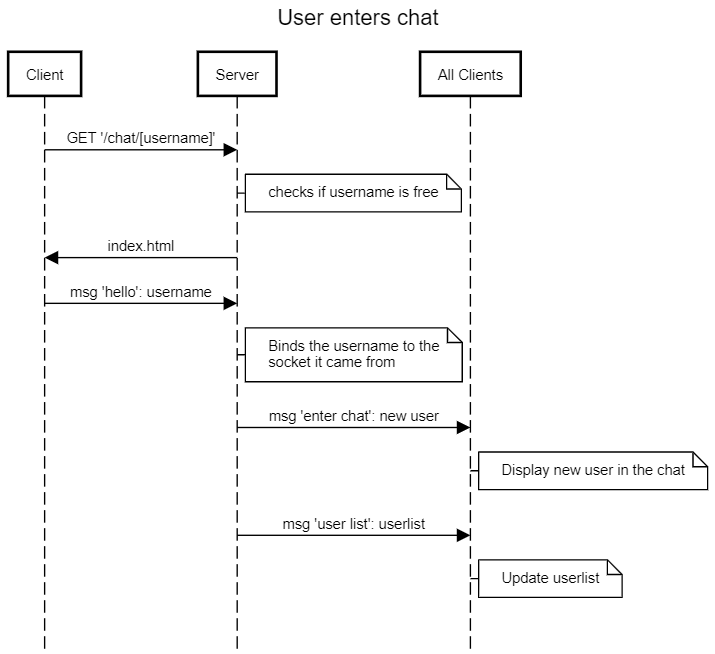 User enters chat
Client
Server
All Clients
GET '/chat/[username]'
checks if username is free
index.html
msg 'hello': username
Binds the username to the
socket it came from
msg 'enter chat': new user
Display new user in the chat
msg 'user list': userlist
Update userlist